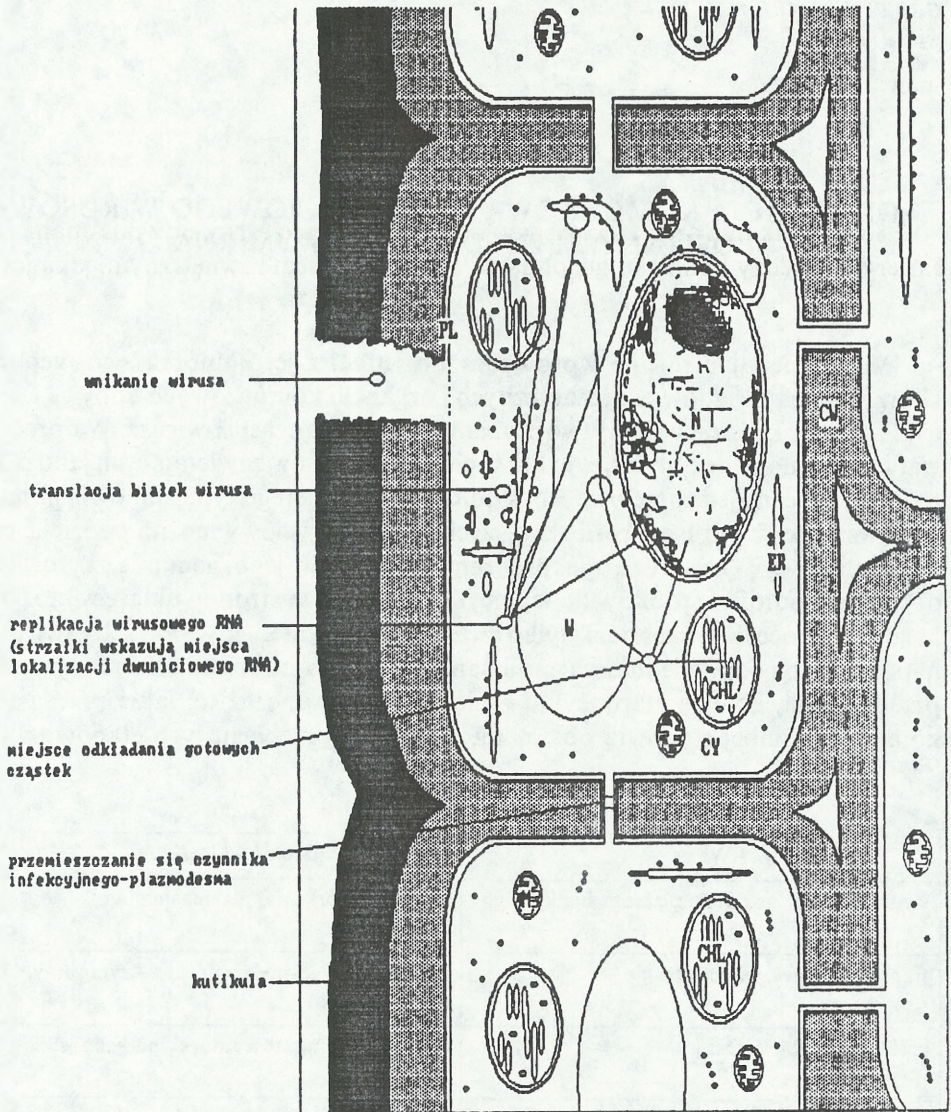 PL
wnikanie wirusa
CW
N
translacja białek wirusa
ER
replikacja wirusowego RNA
(strzałki wskazują miejsca
lokalizacji dwuniciowego RNA)
W
CHL
miejsce odkładania gotowych
cząstek
CY
przemieszczanie się czynnika
infekcyjnego-plazmodesma
CHL
kutikula